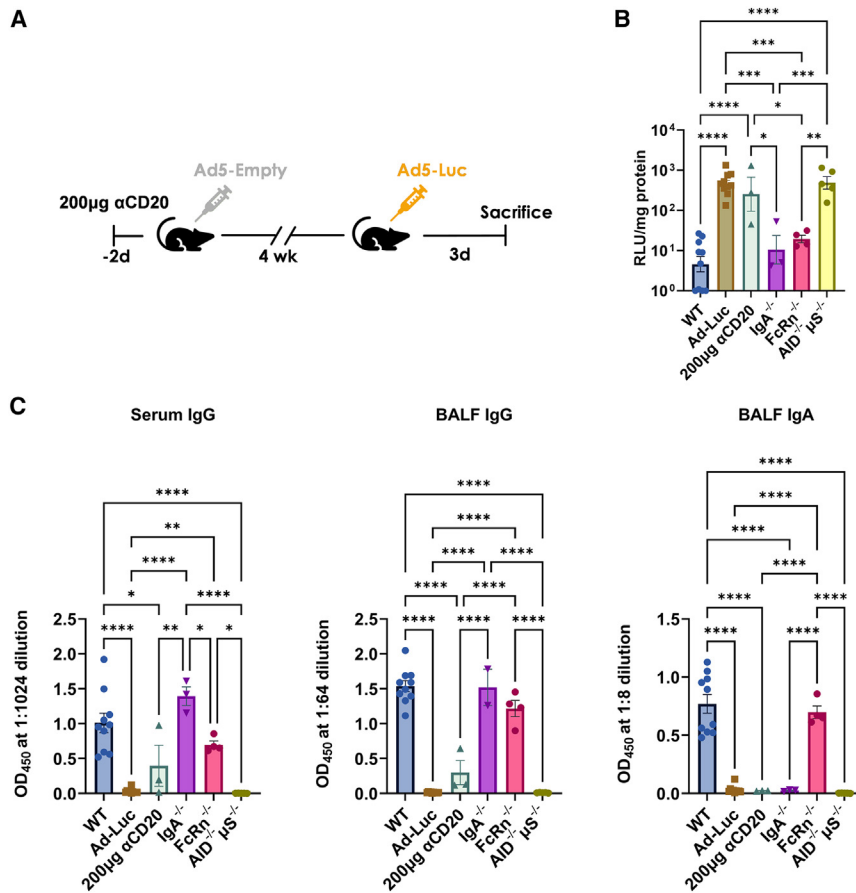 A
Ad5-Empty
Ad5-Luc
200µg αCD20
Sacrifice
-2d
4 wk
3d
B
****
***
*** ***
**** *
**** * **
RLU/mg protein
10⁴
10³
10²
10¹
10⁰
WT
Ad-Luc
200µg αCD20
IgA⁻/⁻
FcRn⁻/⁻
AID⁻/⁻ µS⁻/⁻
C
Serum IgG
****
**
****
* ****
**** ** * *
OD₄₅₀ at 1:1024 dilution
2.5
2.0
1.5
1.0
0.5
0.0
WT
Ad-Luc
200µg αCD20
IgA⁻/⁻
FcRn⁻/⁻
AID⁻/⁻ µS⁻/⁻
BALF IgG
****
****
**** ****
**** ****
**** **** ****
OD₄₅₀ at 1:64 dilution
2.5
2.0
1.5
1.0
0.5
0.0
WT
Ad-Luc
200µg αCD20
IgA⁻/⁻
FcRn⁻/⁻
AID⁻/⁻ µS⁻/⁻
BALF IgA
****
****
****
****
**** ****
**** ****
OD₄₅₀ at 1:8 dilution
1.5
1.0
0.5
0.0
WT
Ad-Luc
200µg αCD20
IgA⁻/⁻
FcRn⁻/⁻
AID⁻/⁻ µS⁻/⁻